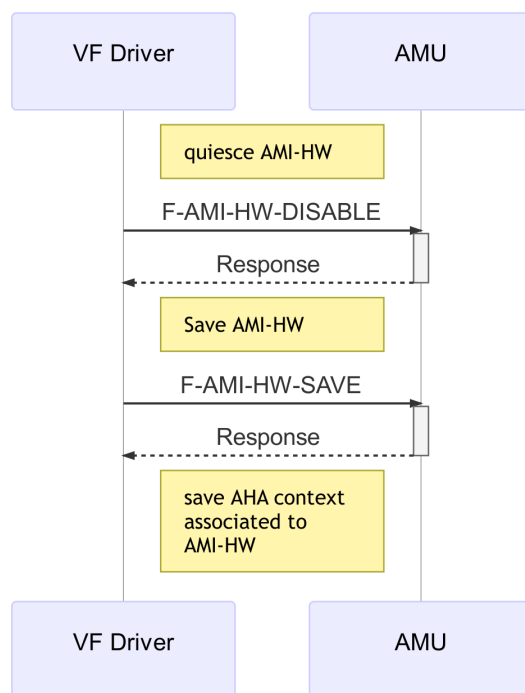 VF Driver
AMU
quiesce AMI-HW
F-AMI-HW-DISABLE
Response
Save AMI-HW
F-AMI-HW-SAVE
Response
save AHA context
associated to
AMI-HW
VF Driver
AMU